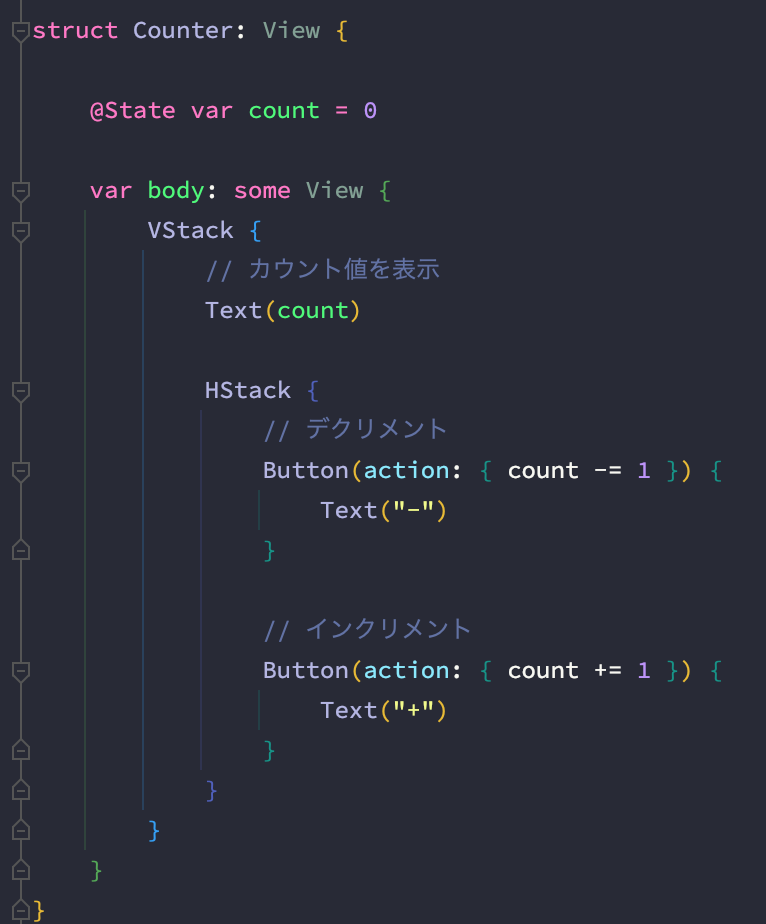 struct Counter: View {
@State var count = 0
var body: some View {
VStack {
// カウント値を表示
Text(count)
HStack {
// デクリメント
Button(action: { count -= 1 }) {
Text("-")
}
// インクリメント
Button(action: { count += 1 }) {
Text("+")
}
}
}
}
}